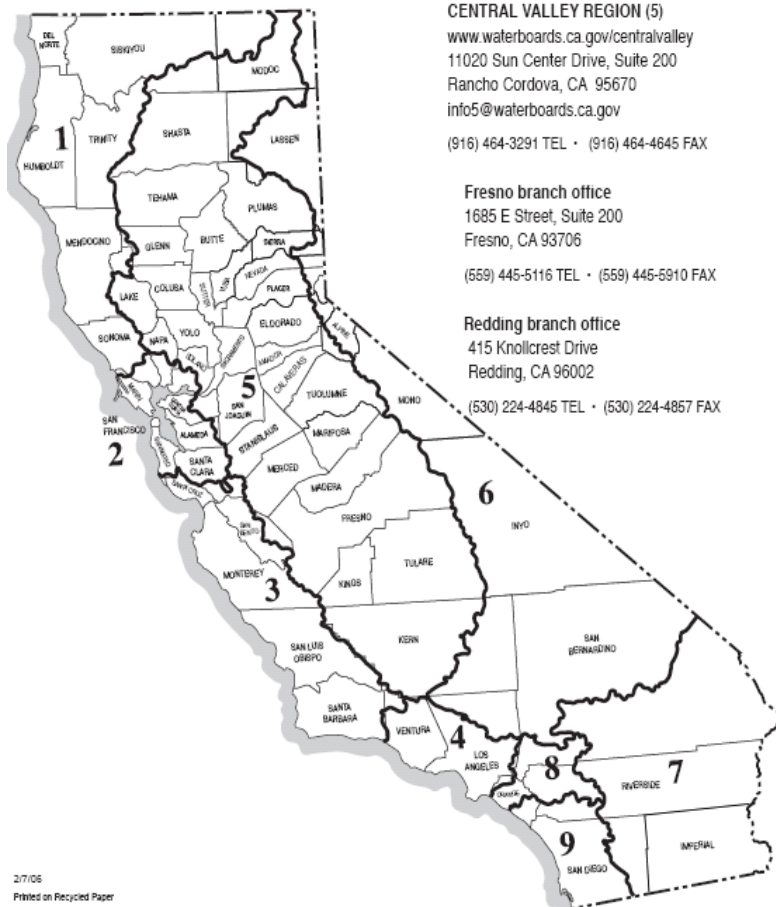 CENTRAL VALLEY REGION (5)
www.waterboards.ca.gov/centralvalley
11020 Sun Center Drive, Suite 200
Rancho Cordova, CA 95670
info5@waterboards.ca.gov
(916) 464-3291 TEL • (916) 464-4645 FAX
Fresno branch office
1685 E Street, Suite 200
Fresno, CA 93706
(559) 445-5116 TEL • (559) 445-5910 FAX
Redding branch office
415 Knollcrest Drive
Redding, CA 96002
(530) 224-4845 TEL • (530) 224-4857 FAX
DEL
NORTE
SISKIYOU
MODOC
1
HUMBOLDT
TRINITY
SHASTA
LASSEN
TEHAMA
PLUMAS
MENDOCINO
GLENN
BUTTE
SIERRA
LAKE
COLUSA
SUTTER
YUBA
NEVADA
PLACER
SONOMA
NAPA
YOLO
ELDORADO
ALPINE
SOLANO
SACRAMENTO
AMADOR
CALAVERAS
MARIN
5
SAN
JOAQUIN
TUOLUMNE
MONO
SAN
FRANCISCO
2
ALAMEDA
STANISLAUS
MARIPOSA
SANTA
CLARA
SANTA CRUZ
MERCED
MADERA
6
SAN
BENITO
FRESNO
INYO
MONTEREY
3
KINGS
TULARE
SAN LUIS
OBISPO
KERN
SAN
BERNARDINO
SANTA
BARBARA
VENTURA
4
LOS
ANGELES
8
ORANGE
RIVERSIDE
7
9
SAN DIEGO
IMPERIAL
2/7/06
Printed on Recycled Paper